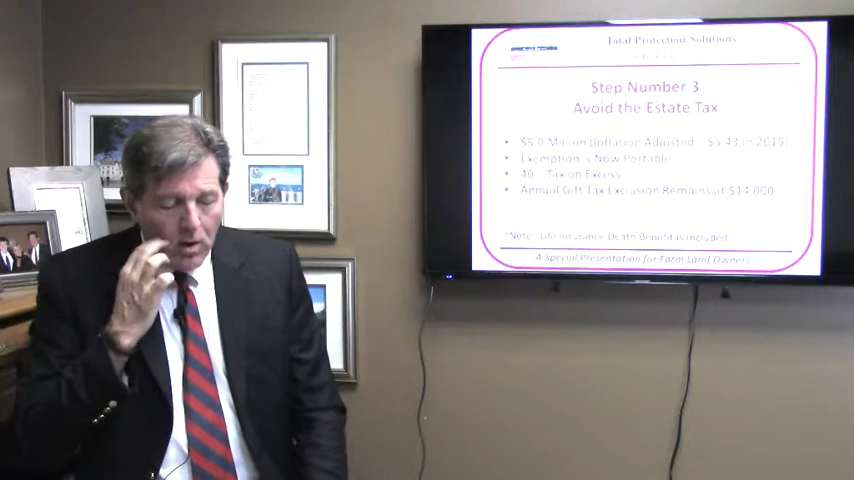 Total Protection Solutions
Step Number 3
Avoid the Estate Tax
• $5.0 Million (Inflation Adjusted $5.43 in 2015)
• Exemption is Now Portable
• 40 Tax on Excess
• Annual Gift Tax Exclusion Remains at $14,000
*Note Life Insurance Death Benefit is included
A Special Presentation for Farm Land Owners